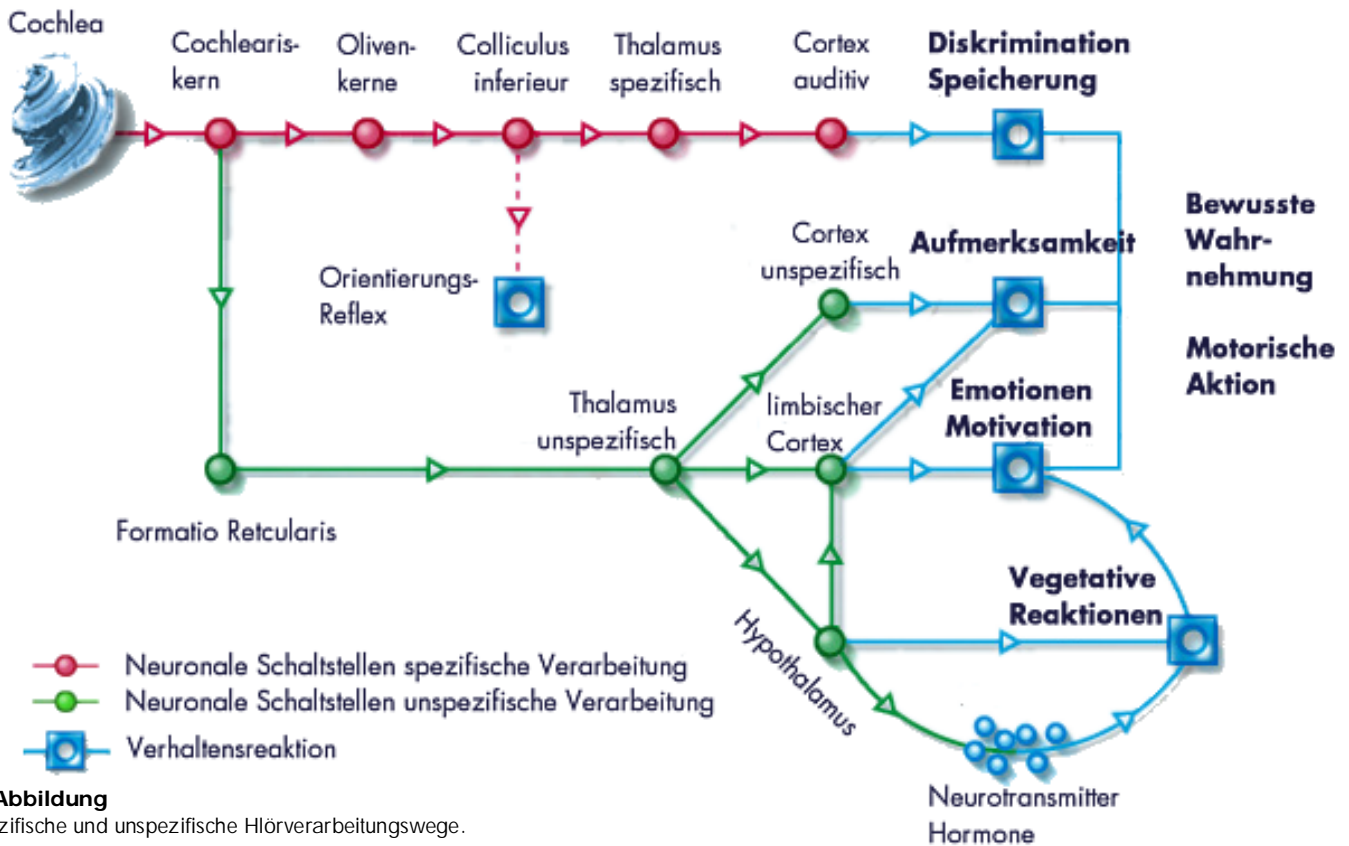 Cochlea
Cochlearis-
kern
Oliven-
kerne
Colliculus
inferieur
Thalamus
spezifisch
Cortex
auditiv
Diskrimination
Speicherung
Bewusste
Wahr-
nehmung
Motorische
Aktion
Cortex
unspezifisch
Aufmerksamkeit
Orientierungs-
Reflex
Thalamus
unspezifisch
limbischer
Cortex
Emotionen
Motivation
Formatio Retcularis
Hypothalamus
Vegetative
Reaktionen
Neuronale Schaltstellen spezifische Verarbeitung
Neuronale Schaltstellen unspezifische Verarbeitung
Verhaltensreaktion
Neurotransmitter
Hormone
Abbildung
zifische und unspezifische Hlörverarbeitungswege.